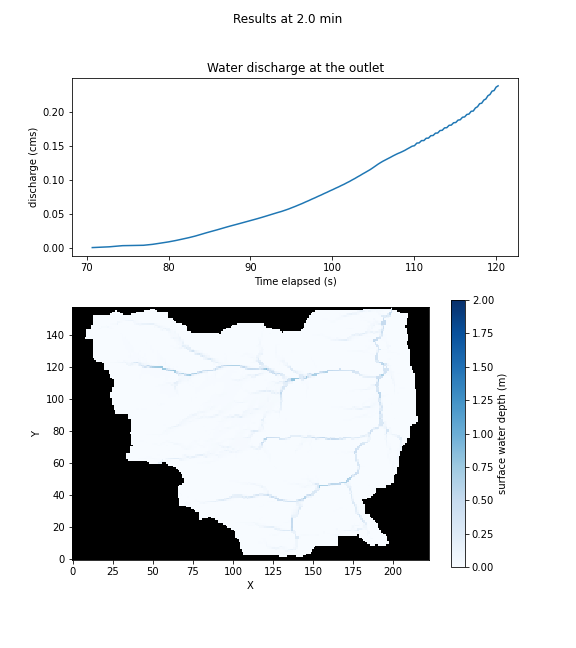 Results at 2.0 min
Water discharge at the outlet
discharge (cms)
0.20
0.15
0.10
0.05
0.00
70 80 90 100 110 120
Time elapsed (s)
Y
140
120
100
80
60
40
20
0
0 25 50 75 100 125 150 175 200
X
2.00
1.75
1.50
1.25
1.00
0.75
0.50
0.25
0.00
surface water depth (m)